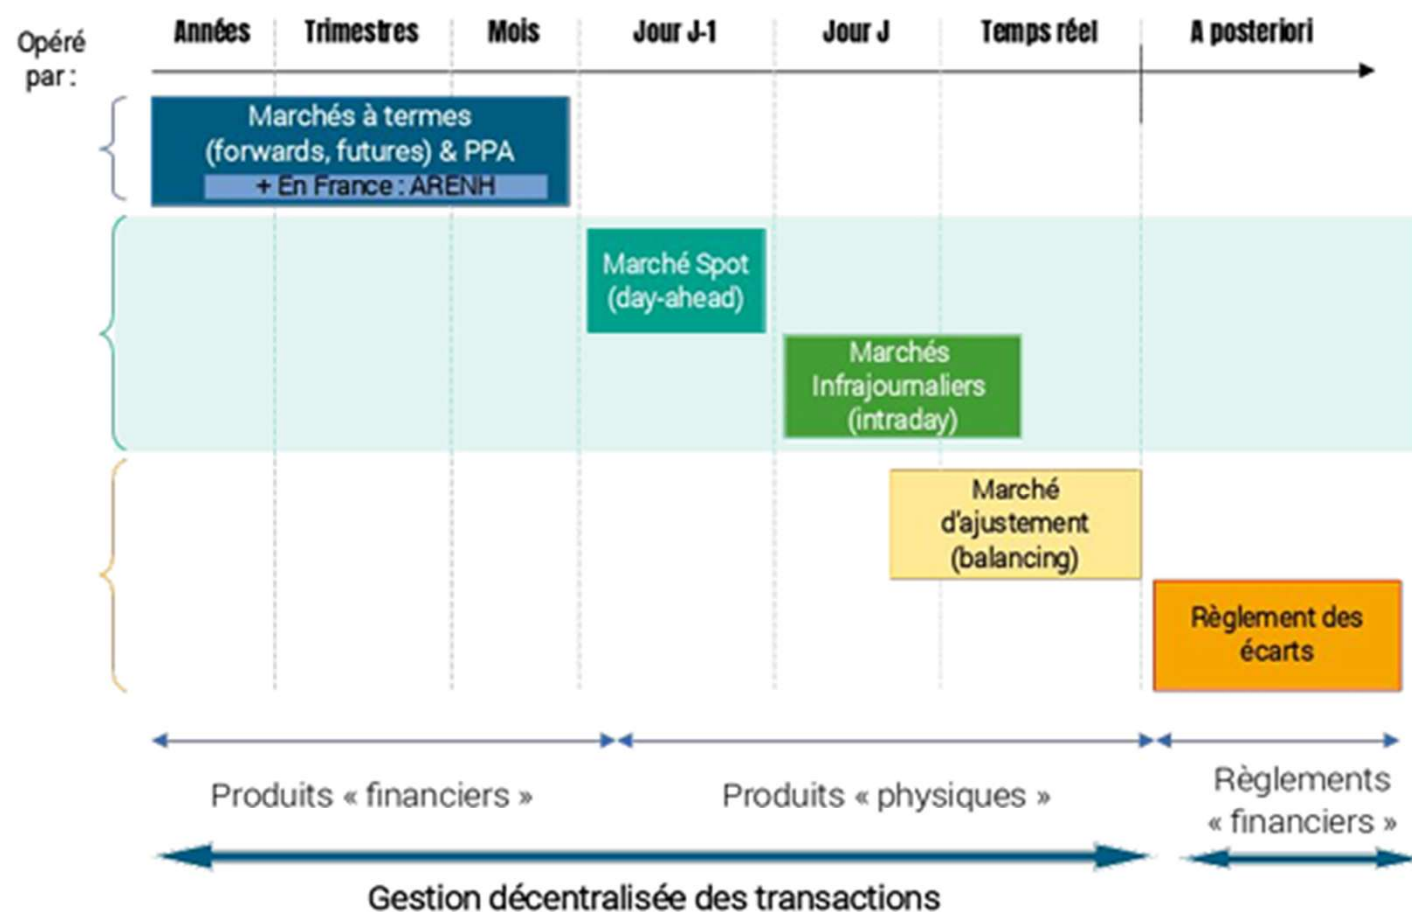 Opéré
par :
Années
Trimestres
Mois
Jour J-1
Jour J
Temps réel
A posteriori
Marchés à termes
(forwards, futures) & PPA
+ En France : ARENH
Marché Spot
(day-ahead)
Marchés
Infrajournaliers
(intraday)
Marché
d'ajustement
(balancing)
Règlement des
écarts
Produits « financiers »
Produits « physiques »
Règlements
« financiers »
Gestion décentralisée des transactions